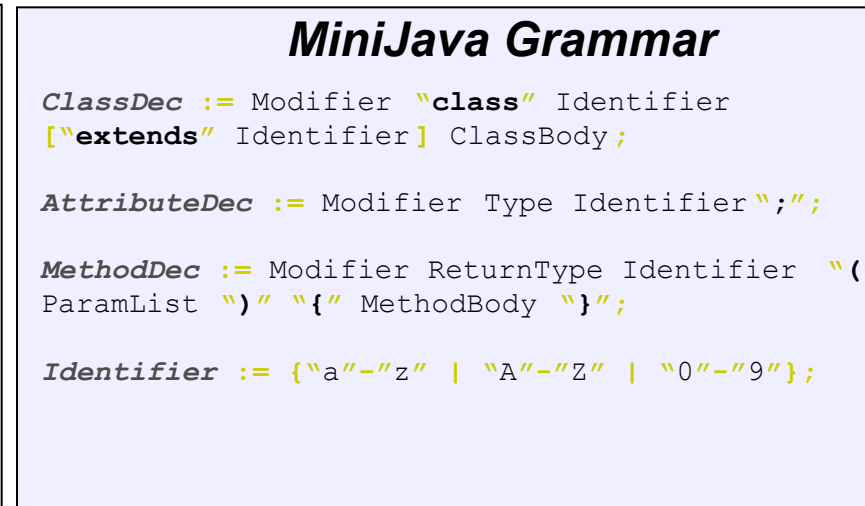 MiniJava Grammar
ClassDec := Modifier “class” Identifier
[“extends” Identifier] ClassBody;
AttributeDec := Modifier Type Identifier“;”;
MethodDec := Modifier ReturnType Identifier “(
ParamList “)” “{” MethodBody “}”;
Identifier := {“a”-”z” | “A”-”Z” | “0”-”9”};